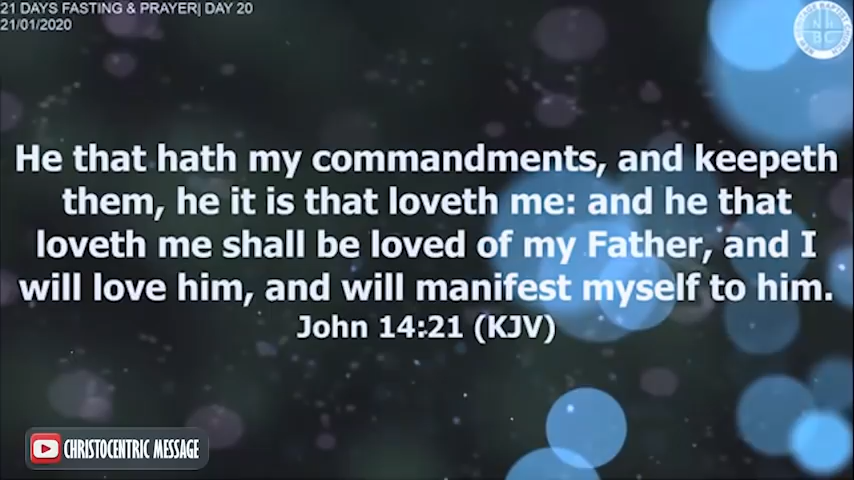 21 DAYS FASTING & PRAYER| DAY 20
21/01/2020
He that hath my commandments, and keepeth
them, he it is that loveth me: and he that
loveth me shall be loved of my Father, and I
will love him, and will manifest myself to him.
John 14:21 (KJV)
CHRISTOCENTRIC MESSAGE